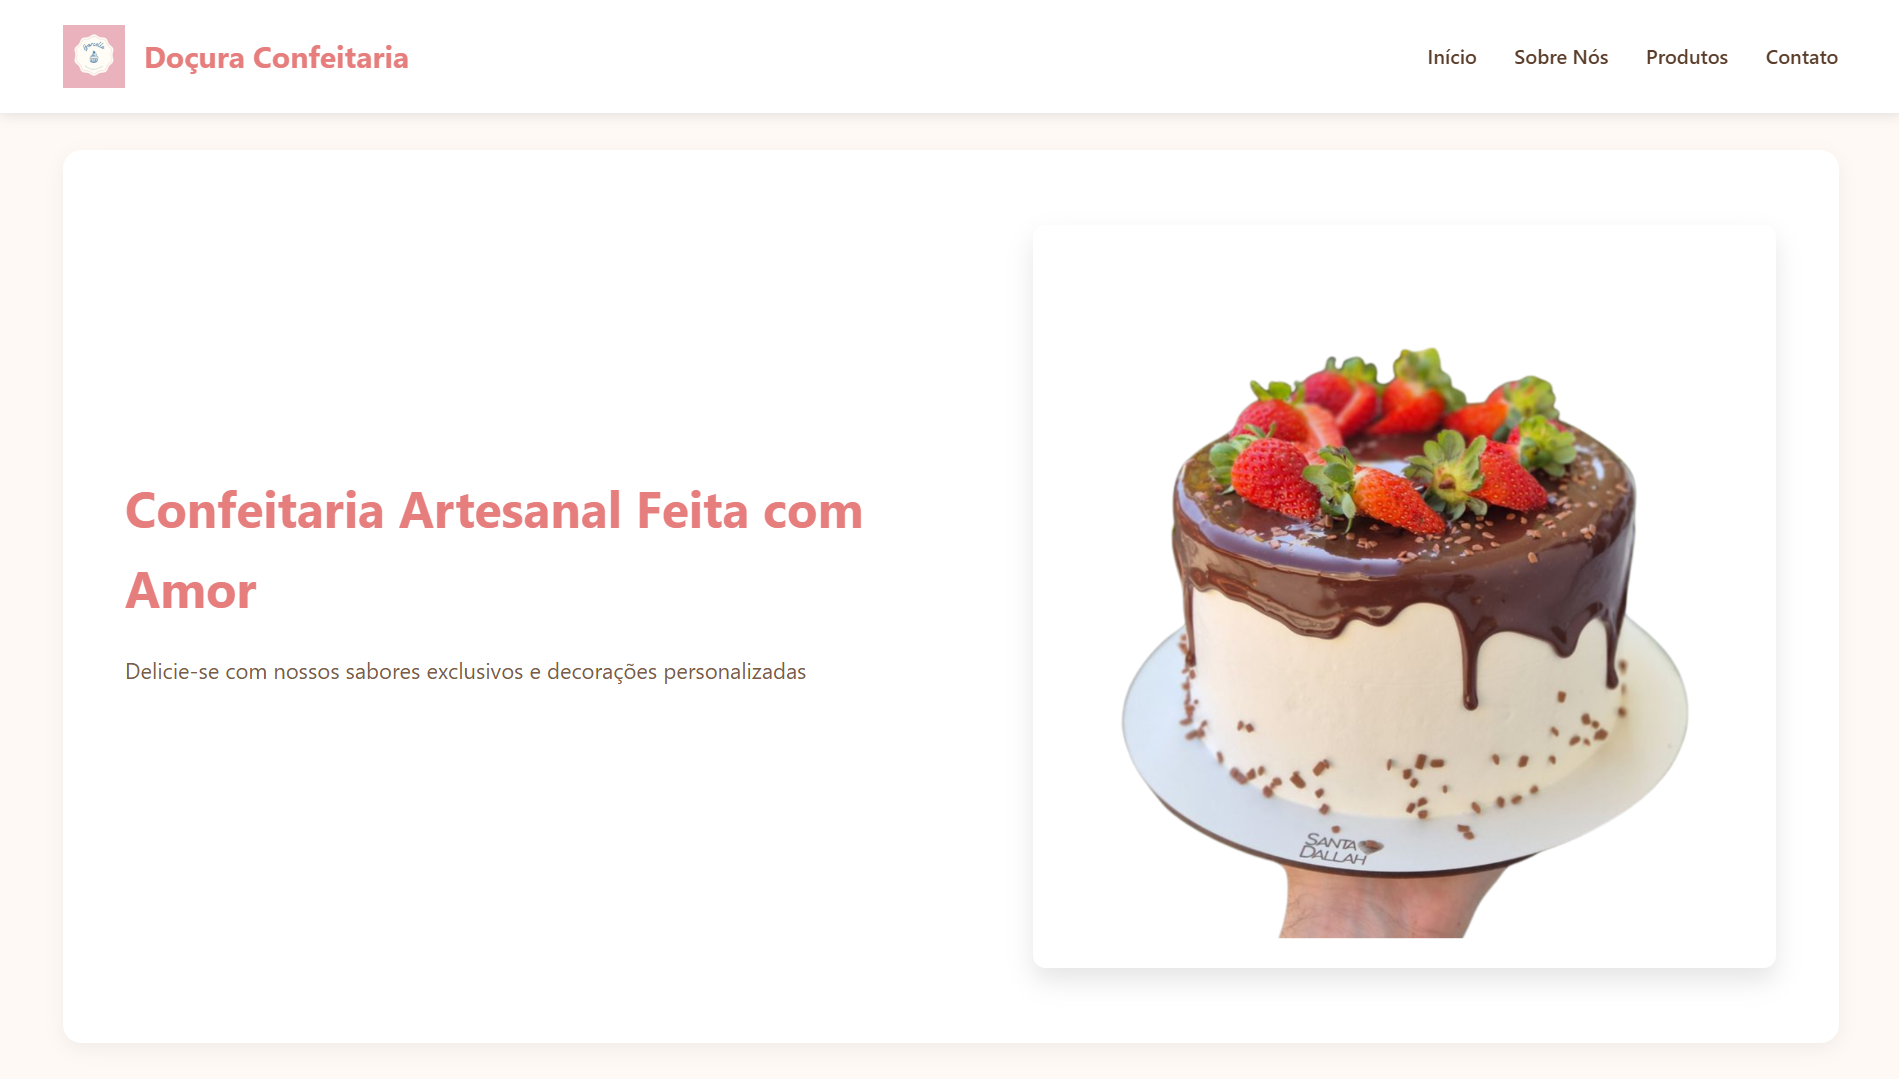 Doçura Confeitaria
Início
Sobre Nós
Produtos
Contato
Confeitaria Artesanal Feita com
Amor
Delicie-se com nossos sabores exclusivos e decorações personalizadas
SANTA
DALLAH